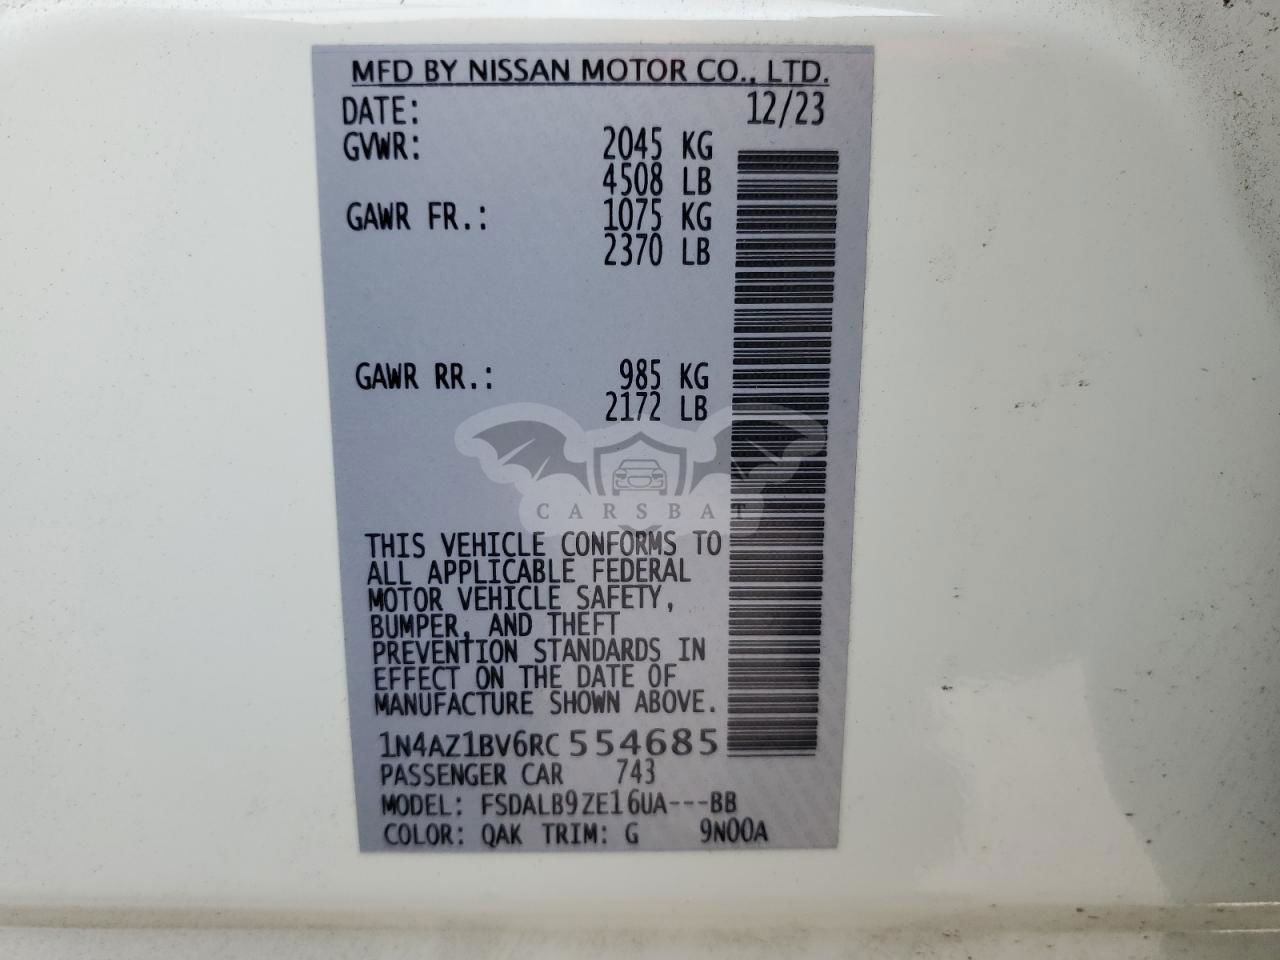 MFD BY NISSAN MOTOR CO., LTD.
DATE: 12/23
GVWR: 2045 KG
4508 LB
GAWR FR.: 1075 KG
2370 LB
GAWR RR.: 985 KG
2172 LB
CARSBAT
THIS VEHICLE CONFORMS TO
ALL APPLICABLE FEDERAL
MOTOR VEHICLE SAFETY,
BUMPER, AND THEFT
PREVENTION STANDARDS IN
EFFECT ON THE DATE OF
MANUFACTURE SHOWN ABOVE.
1N4AZ1BV6RC554685
PASSENGER CAR 743
MODEL: FSDALB9ZE16UA---BB
COLOR: QAK TRIM: G 9N00A